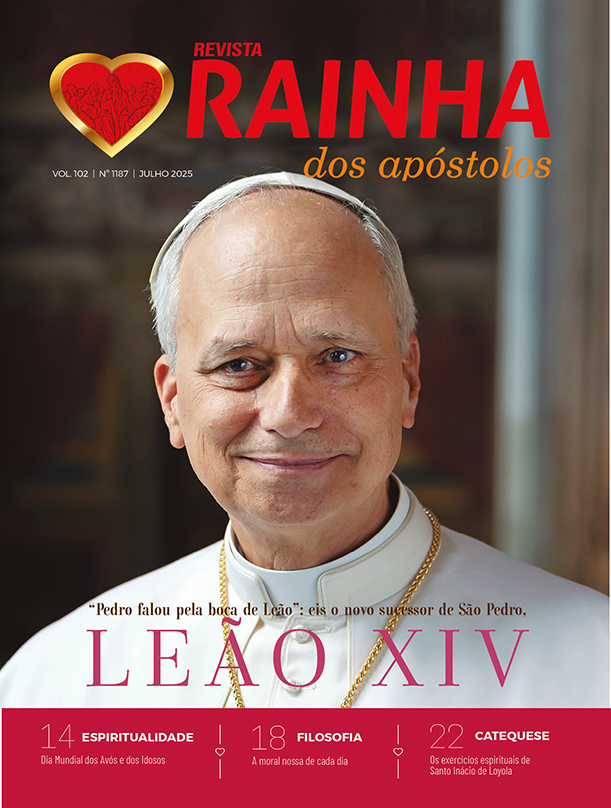 REVISTA
RAINHA
dos apóstolos
VOL. 102 | Nº 1187 | JULHO 2025
“Pedro falou pela boca de Leão”: eis o novo sucessor de São Pedro,
LEÃO XIV
14 ESPIRITUALIDADE
Dia Mundial dos Avós e dos Idosos
18 FILOSOFIA
A moral nossa de cada dia
22 CATEQUESE
Os exercícios espirituais de
Santo Inácio de Loyola